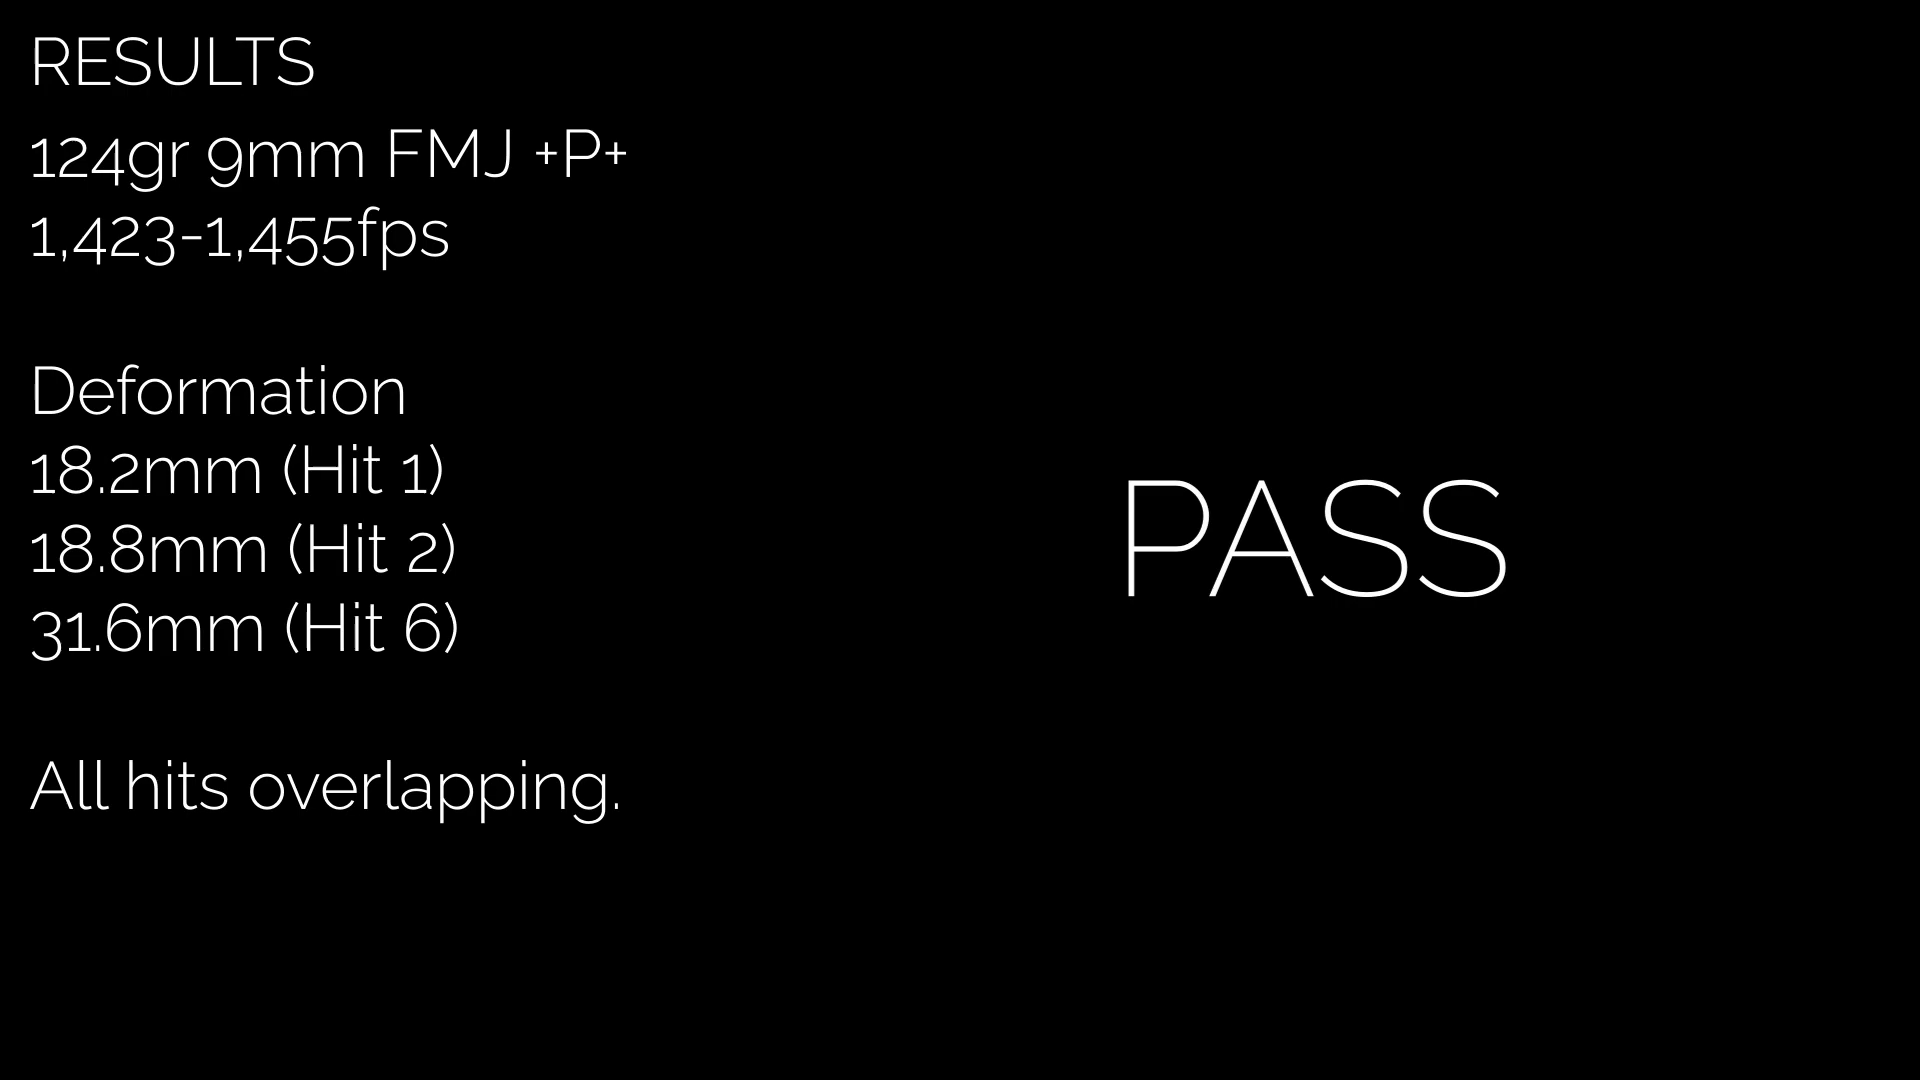 RESULTS
124gr 9mm FMJ +P+
1,423-1,455fps
Deformation
18.2mm (Hit 1)
18.8mm (Hit 2)
31.6mm (Hit 6)
All hits overlapping.
PASS